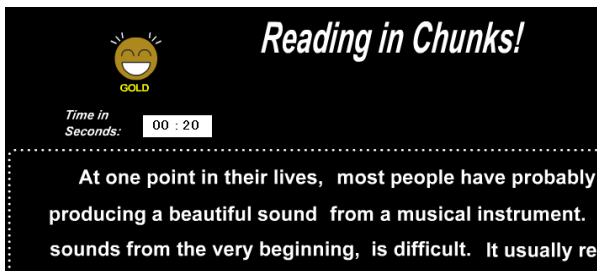 Reading in Chunks!
GOLD
Time in
Seconds:
00 : 20
At one point in their lives, most people have probably
producing a beautiful sound from a musical instrument.
sounds from the very beginning, is difficult. It usually re